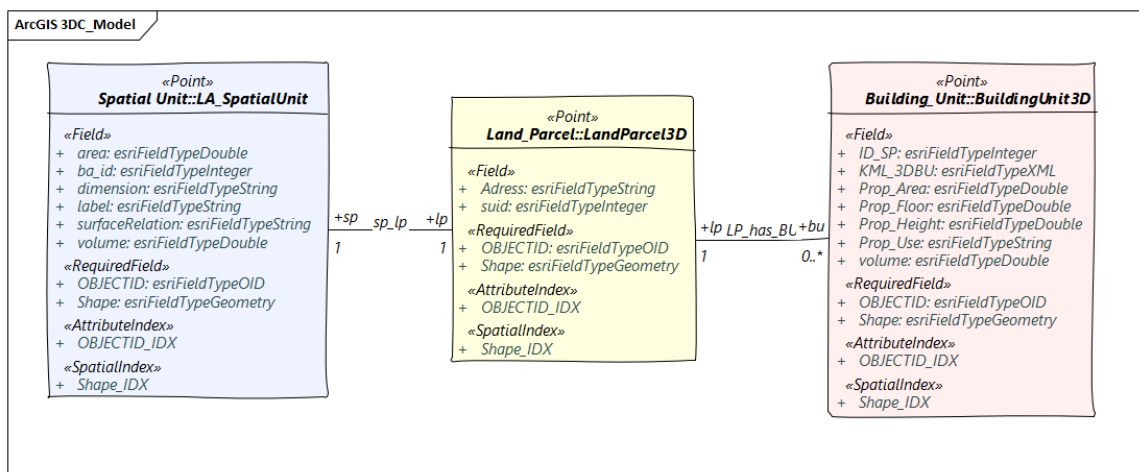 ArcGIS 3DC_Model
«Point»
Spatial Unit::LA_SpatialUnit
«Field»
+ area: esriFieldTypeDouble
+ ba_id: esriFieldTypeInteger
+ dimension: esriFieldTypeString
+ label: esriFieldTypeString
+ surfaceRelation: esriFieldTypeString
+ volume: esriFieldTypeDouble
«RequiredField»
+ OBJECTID: esriFieldTypeOID
+ Shape: esriFieldTypeGeometry
«AttributeIndex»
+ OBJECTID_IDX
«SpatialIndex»
+ Shape_IDX
+sp sp_lp +lp
1 1
«Point»
Land_Parcel::LandParcel3D
«Field»
+ Adress: esriFieldTypeString
+ suid: esriFieldTypeInteger
«RequiredField»
+ OBJECTID: esriFieldTypeOID
+ Shape: esriFieldTypeGeometry
«AttributeIndex»
+ OBJECTID_IDX
«SpatialIndex»
+ Shape_IDX
+lp LP_has_BU +bu
1 0..*
«Point»
Building_Unit::BuildingUnit3D
«Field»
+ ID_SP: esriFieldTypeInteger
+ KML_3DBU: esriFieldTypeXML
+ Prop_Area: esriFieldTypeDouble
+ Prop_Floor: esriFieldTypeDouble
+ Prop_Height: esriFieldTypeDouble
+ Prop_Use: esriFieldTypeString
+ volume: esriFieldTypeDouble
«RequiredField»
+ OBJECTID: esriFieldTypeOID
+ Shape: esriFieldTypeGeometry
«AttributeIndex»
+ OBJECTID_IDX
«SpatialIndex»
+ Shape_IDX